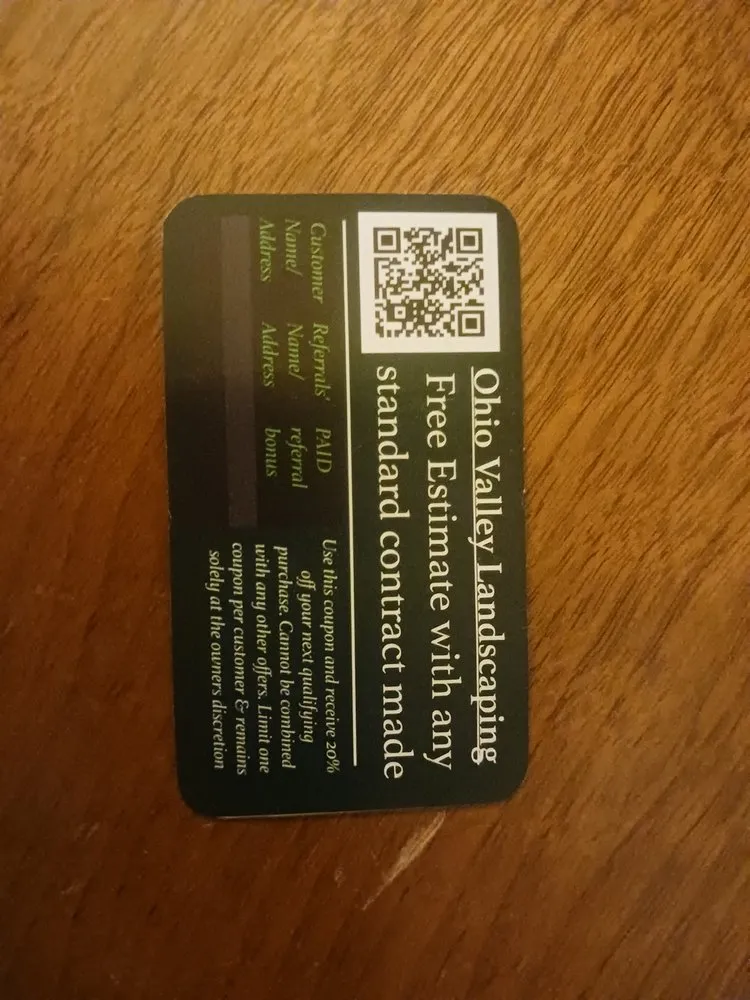 Ohio Valley Landscaping
Free Estimate with any
standard contract made
Customer Referrals' PAID
Name/ Name/ referral
Address Address bonus
Use this coupon and receive 20%
off your next qualifying
purchase. Cannot be combined
with any other offers. Limit one
coupon per customer & remains
solely at the owners discretion